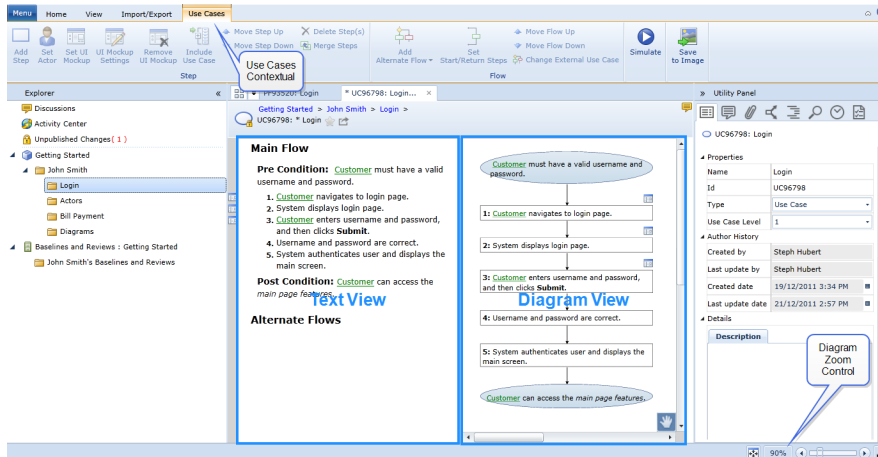 Menu Home View Import/Export Use Cases
Add Step
Set Actor
Set UI Mockup
UI Mockup Settings
Remove UI Mockup
Include Use Case
Move Step Up
Delete Step(s)
Move Step Down
Merge Steps
Step
Add Alternate Flow
Set Start/Return Steps
Move Flow Up
Move Flow Down
Change External Use Case
Flow
Simulate
Save to Image
Use Cases
Contextual
Explorer «
Discussions
Activity Center
Unpublished Changes( 1 )
Getting Started
John Smith
Login
Actors
Bill Payment
Diagrams
Baselines and Reviews : Getting Started
John Smith's Baselines and Reviews
PF93520: Login
* UC96798: Login... ×
Getting Started > John Smith > Login >
UC96798: * Login
Main Flow
Pre Condition: Customer must have a valid
username and password.
1. Customer navigates to login page.
2. System displays login page.
3. Customer enters username and password,
and then clicks Submit.
4. Username and password are correct.
5. System authenticates user and displays the
main screen.
Post Condition: Customer can access the
main page features.
Text View
Alternate Flows
Customer must have a valid username and
password.
1: Customer navigates to login page.
2: System displays login page.
3: Customer enters username and password,
and then clicks Submit.
Diagram View
4: Username and password are correct.
5: System authenticates user and displays the
main screen.
Customer can access the main page features.
» Utility Panel
UC96798: Login
Properties
Name Login
Id UC96798
Type Use Case
Use Case Level 1
Author History
Created by Steph Hubert
Last update by Steph Hubert
Created date 19/12/2011 3:34 PM
Last update date 21/12/2011 2:57 PM
Details
Description
Diagram
Zoom
Control
90%